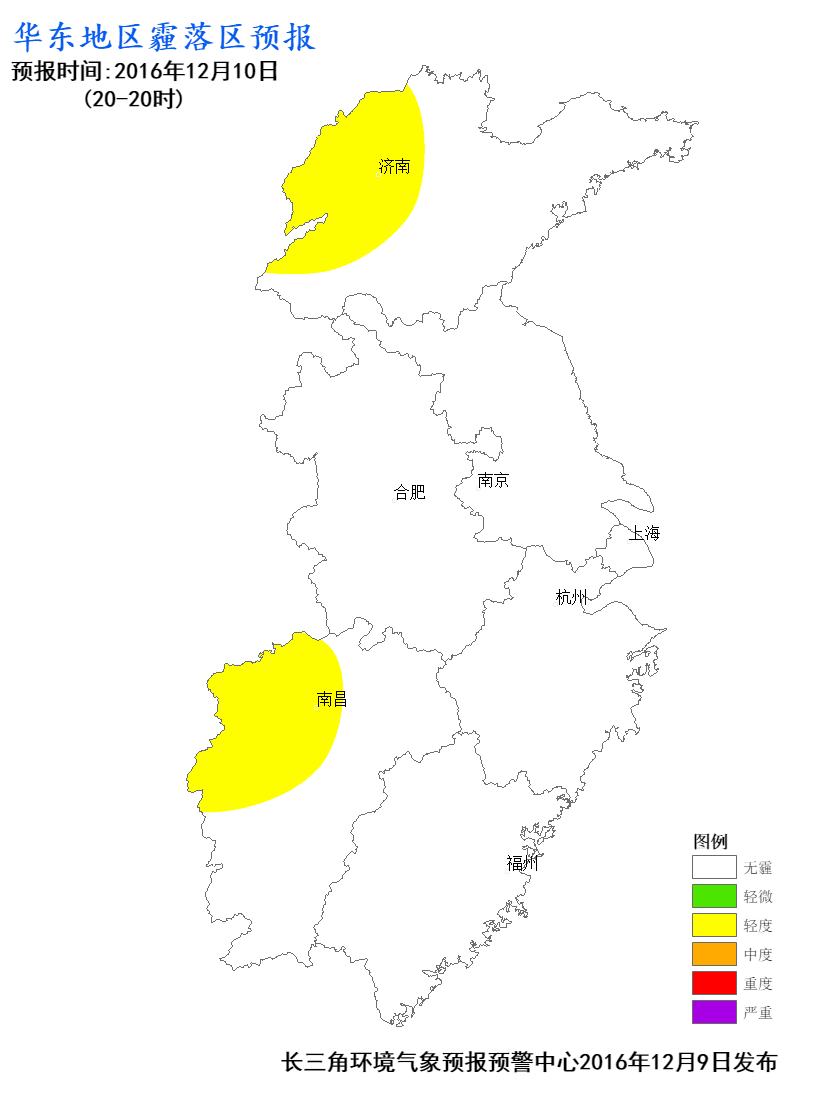 华东地区霾落区预报
预报时间:2016年12月10日
(20-20时)
济南
合肥
南京
上海
杭州
南昌
福州
图例
无霾
轻微
轻度
中度
重度
严重
长三角环境气象预报预警中心2016年12月9日发布